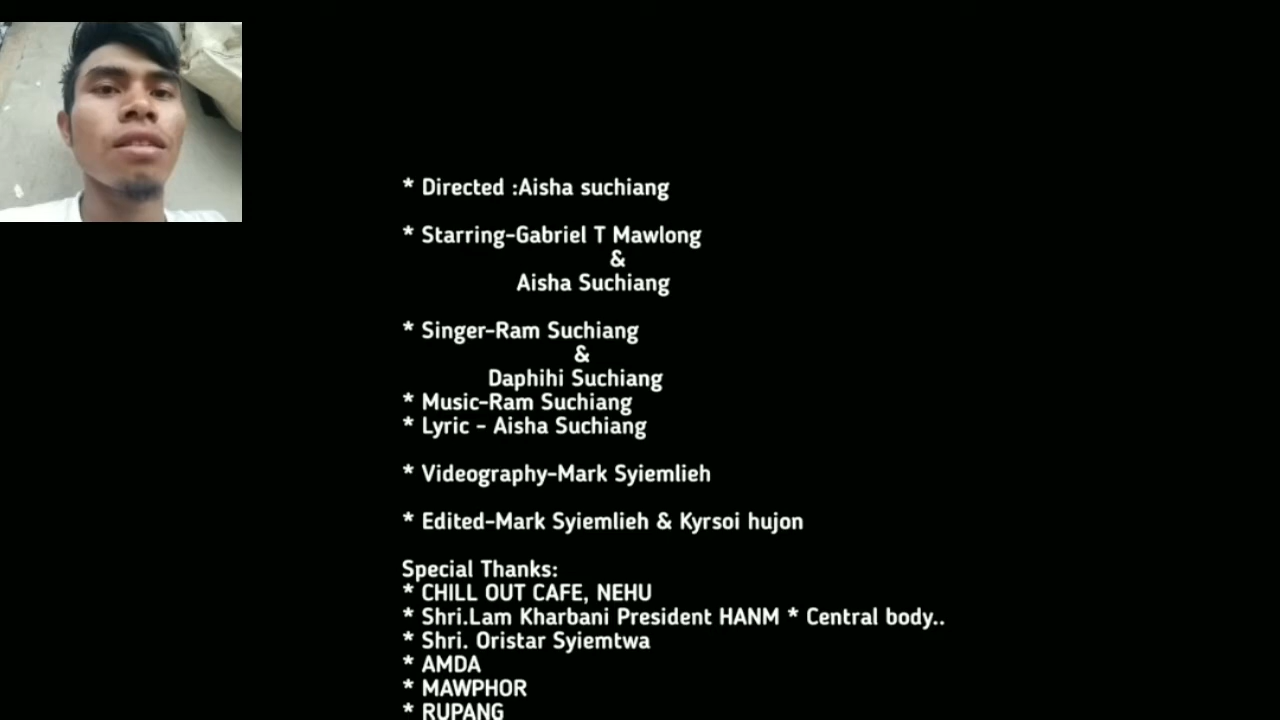 * Directed :Aisha suchiang
* Starring-Gabriel T Mawlong
&
Aisha Suchiang
* Singer-Ram Suchiang
&
Daphihi Suchiang
* Music-Ram Suchiang
* Lyric - Aisha Suchiang
* Videography-Mark Syiemlieh
* Edited-Mark Syiemlieh & Kyrsoi hujon
Special Thanks:
* CHILL OUT CAFE, NEHU
* Shri.Lam Kharbani President HANM * Central body..
* Shri. Oristar Syiemtwa
* AMDA
* MAWPHOR
* RUPANG